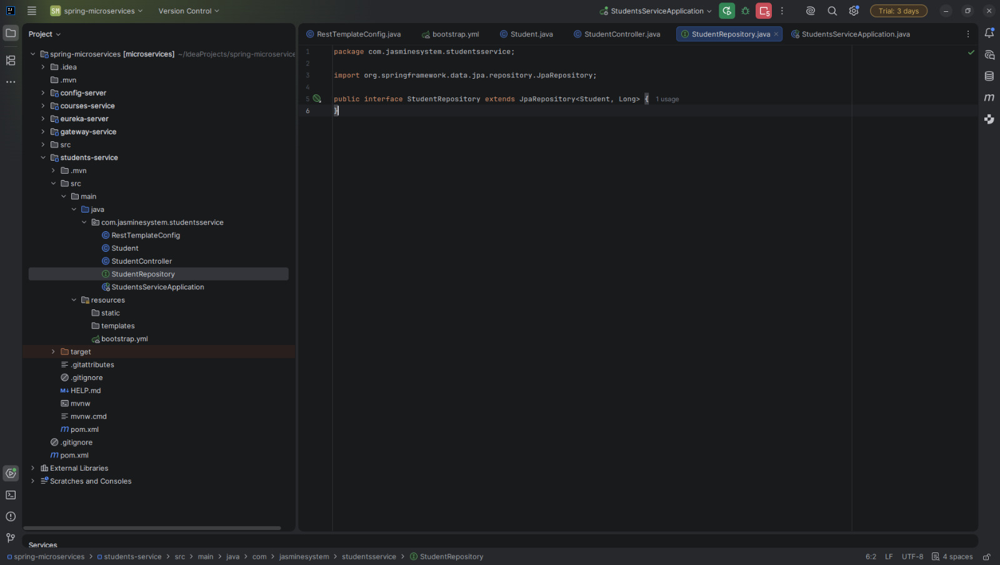 SM spring-microservices Version Control StudentsServiceApplication 5 Trial: 3 days
Project
RestTemplateConfig.java bootstrap.yml Student.java StudentController.java StudentRepository.java StudentsServiceApplication.java
spring-microservices [microservices] ~/IdeaProjects/spring-microservice
.idea
.mvn
config-server
courses-service
eureka-server
gateway-service
src
students-service
.mvn
src
main
java
com.jasminesystem.studentsservice
RestTemplateConfig
Student
StudentController
StudentRepository
StudentsServiceApplication
resources
static
templates
bootstrap.yml
target
.gitattributes
.gitignore
HELP.md
mvnw
mvnw.cmd
pom.xml
.gitignore
pom.xml
External Libraries
Scratches and Consoles
1 package com.jasminesystem.studentsservice;
2
3 import org.springframework.data.jpa.repository.JpaRepository;
4
5 public interface StudentRepository extends JpaRepository<Student, Long> { 1 usage
6 }
Services
spring-microservices > students-service > src > main > java > com > jasminesystem > studentsservice > StudentRepository 6:2 LF UTF-8 4 spaces